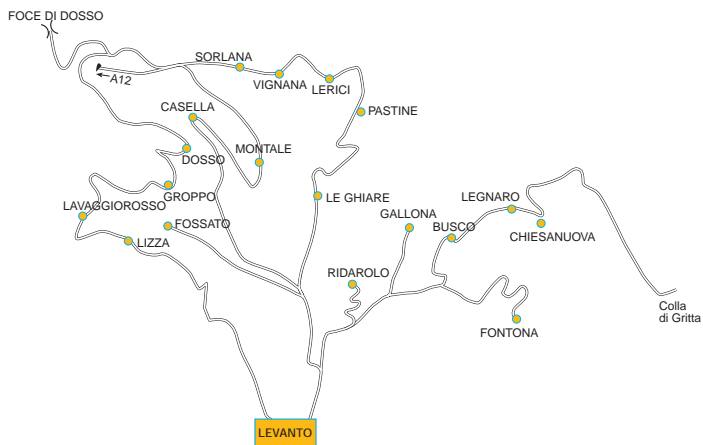 FOCE DI DOSSO
A12
SORLANA
VIGNANA
LERICI
CASELLA
PASTINE
MONTALE
DOSSO
GROPPO
LE GHIARE
LAVAGGIOROSSO
FOSSATO
GALLONA
LEGNARO
BUSCO
CHIESANUOVA
LIZZA
RIDAROLO
FONTONA
Colla
di Gritta
LEVANTO